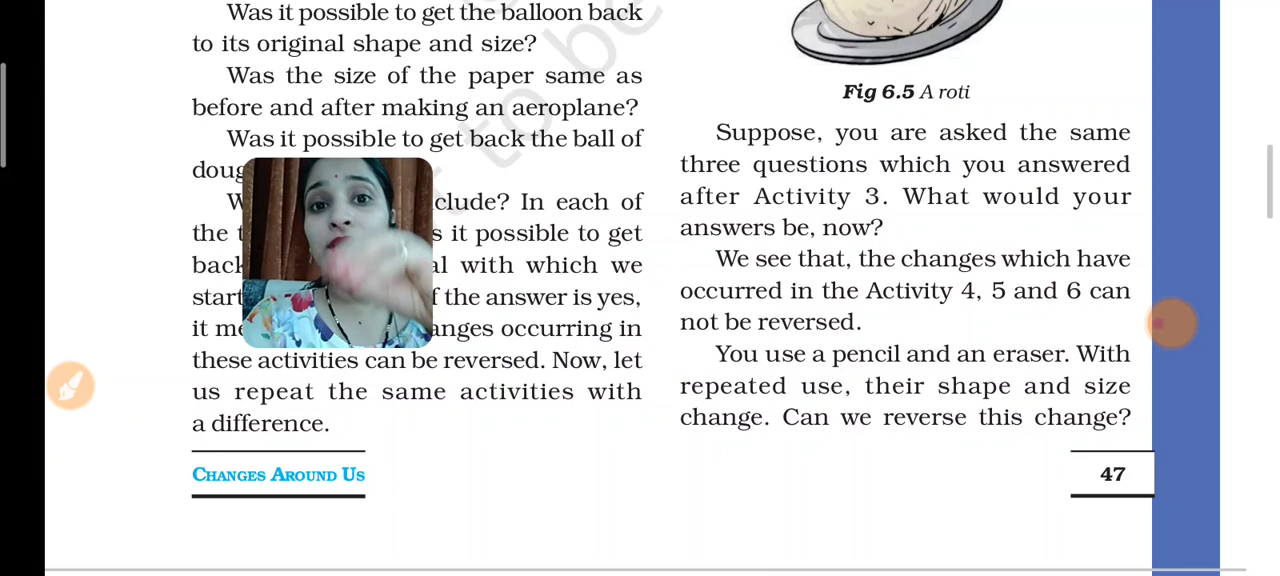 Was it possible to get the balloon back
to its original shape and size?
Was the size of the paper same as
before and after making an aeroplane?
Was it possible to get back the ball of
clude? In each of
the
it possible to get
with which we
the answer is yes,
it
occurring in
these activities can be reversed. Now, let
us repeat the same activities with
a difference.
CHANGES AROUND US
Fig 6.5 A roti
Suppose, you are asked the same
three questions which you answered
after Activity 3. What would your
answers be, now?
We see that, the changes which have
occurred in the Activity 4, 5 and 6 can
not be reversed.
You use a pencil and an eraser. With
repeated use, their shape and size
change. Can we reverse this change?
47
to be